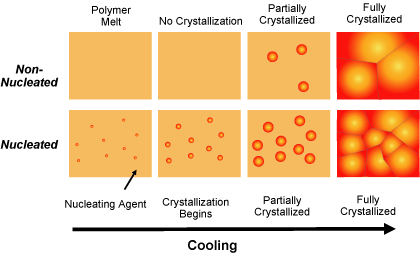 Polymer
Melt
No Crystallization
Partially
Crystallized
Fully
Crystallized
Non-
Nucleated
Nucleated
Nucleating Agent
Crystallization
Begins
Partially
Crystallized
Fully
Crystallized
Cooling